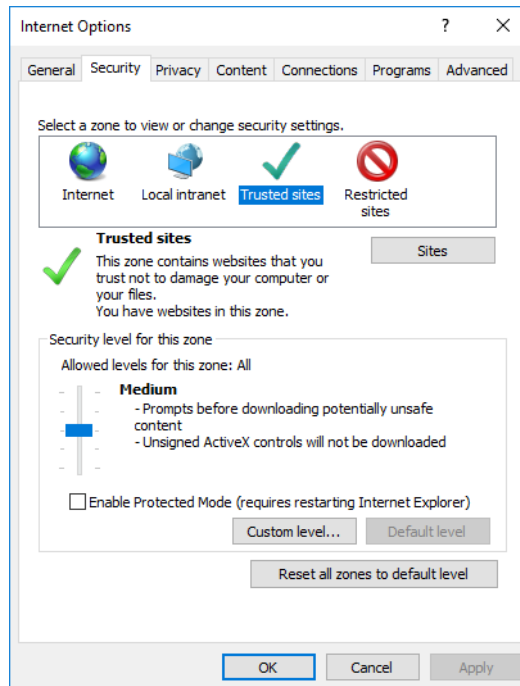 Internet Options
?
General Security Privacy Content Connections Programs Advanced
Select a zone to view or change security settings.
Internet Local intranet Trusted sites Restricted
sites
Trusted sites
Sites
This zone contains websites that you
trust not to damage your computer or
your files.
You have websites in this zone.
Security level for this zone
Allowed levels for this zone: All
Medium
- Prompts before downloading potentially unsafe
content
- Unsigned ActiveX controls will not be downloaded
Enable Protected Mode (requires restarting Internet Explorer)
Custom level... Default level
Reset all zones to default level
OK Cancel Apply